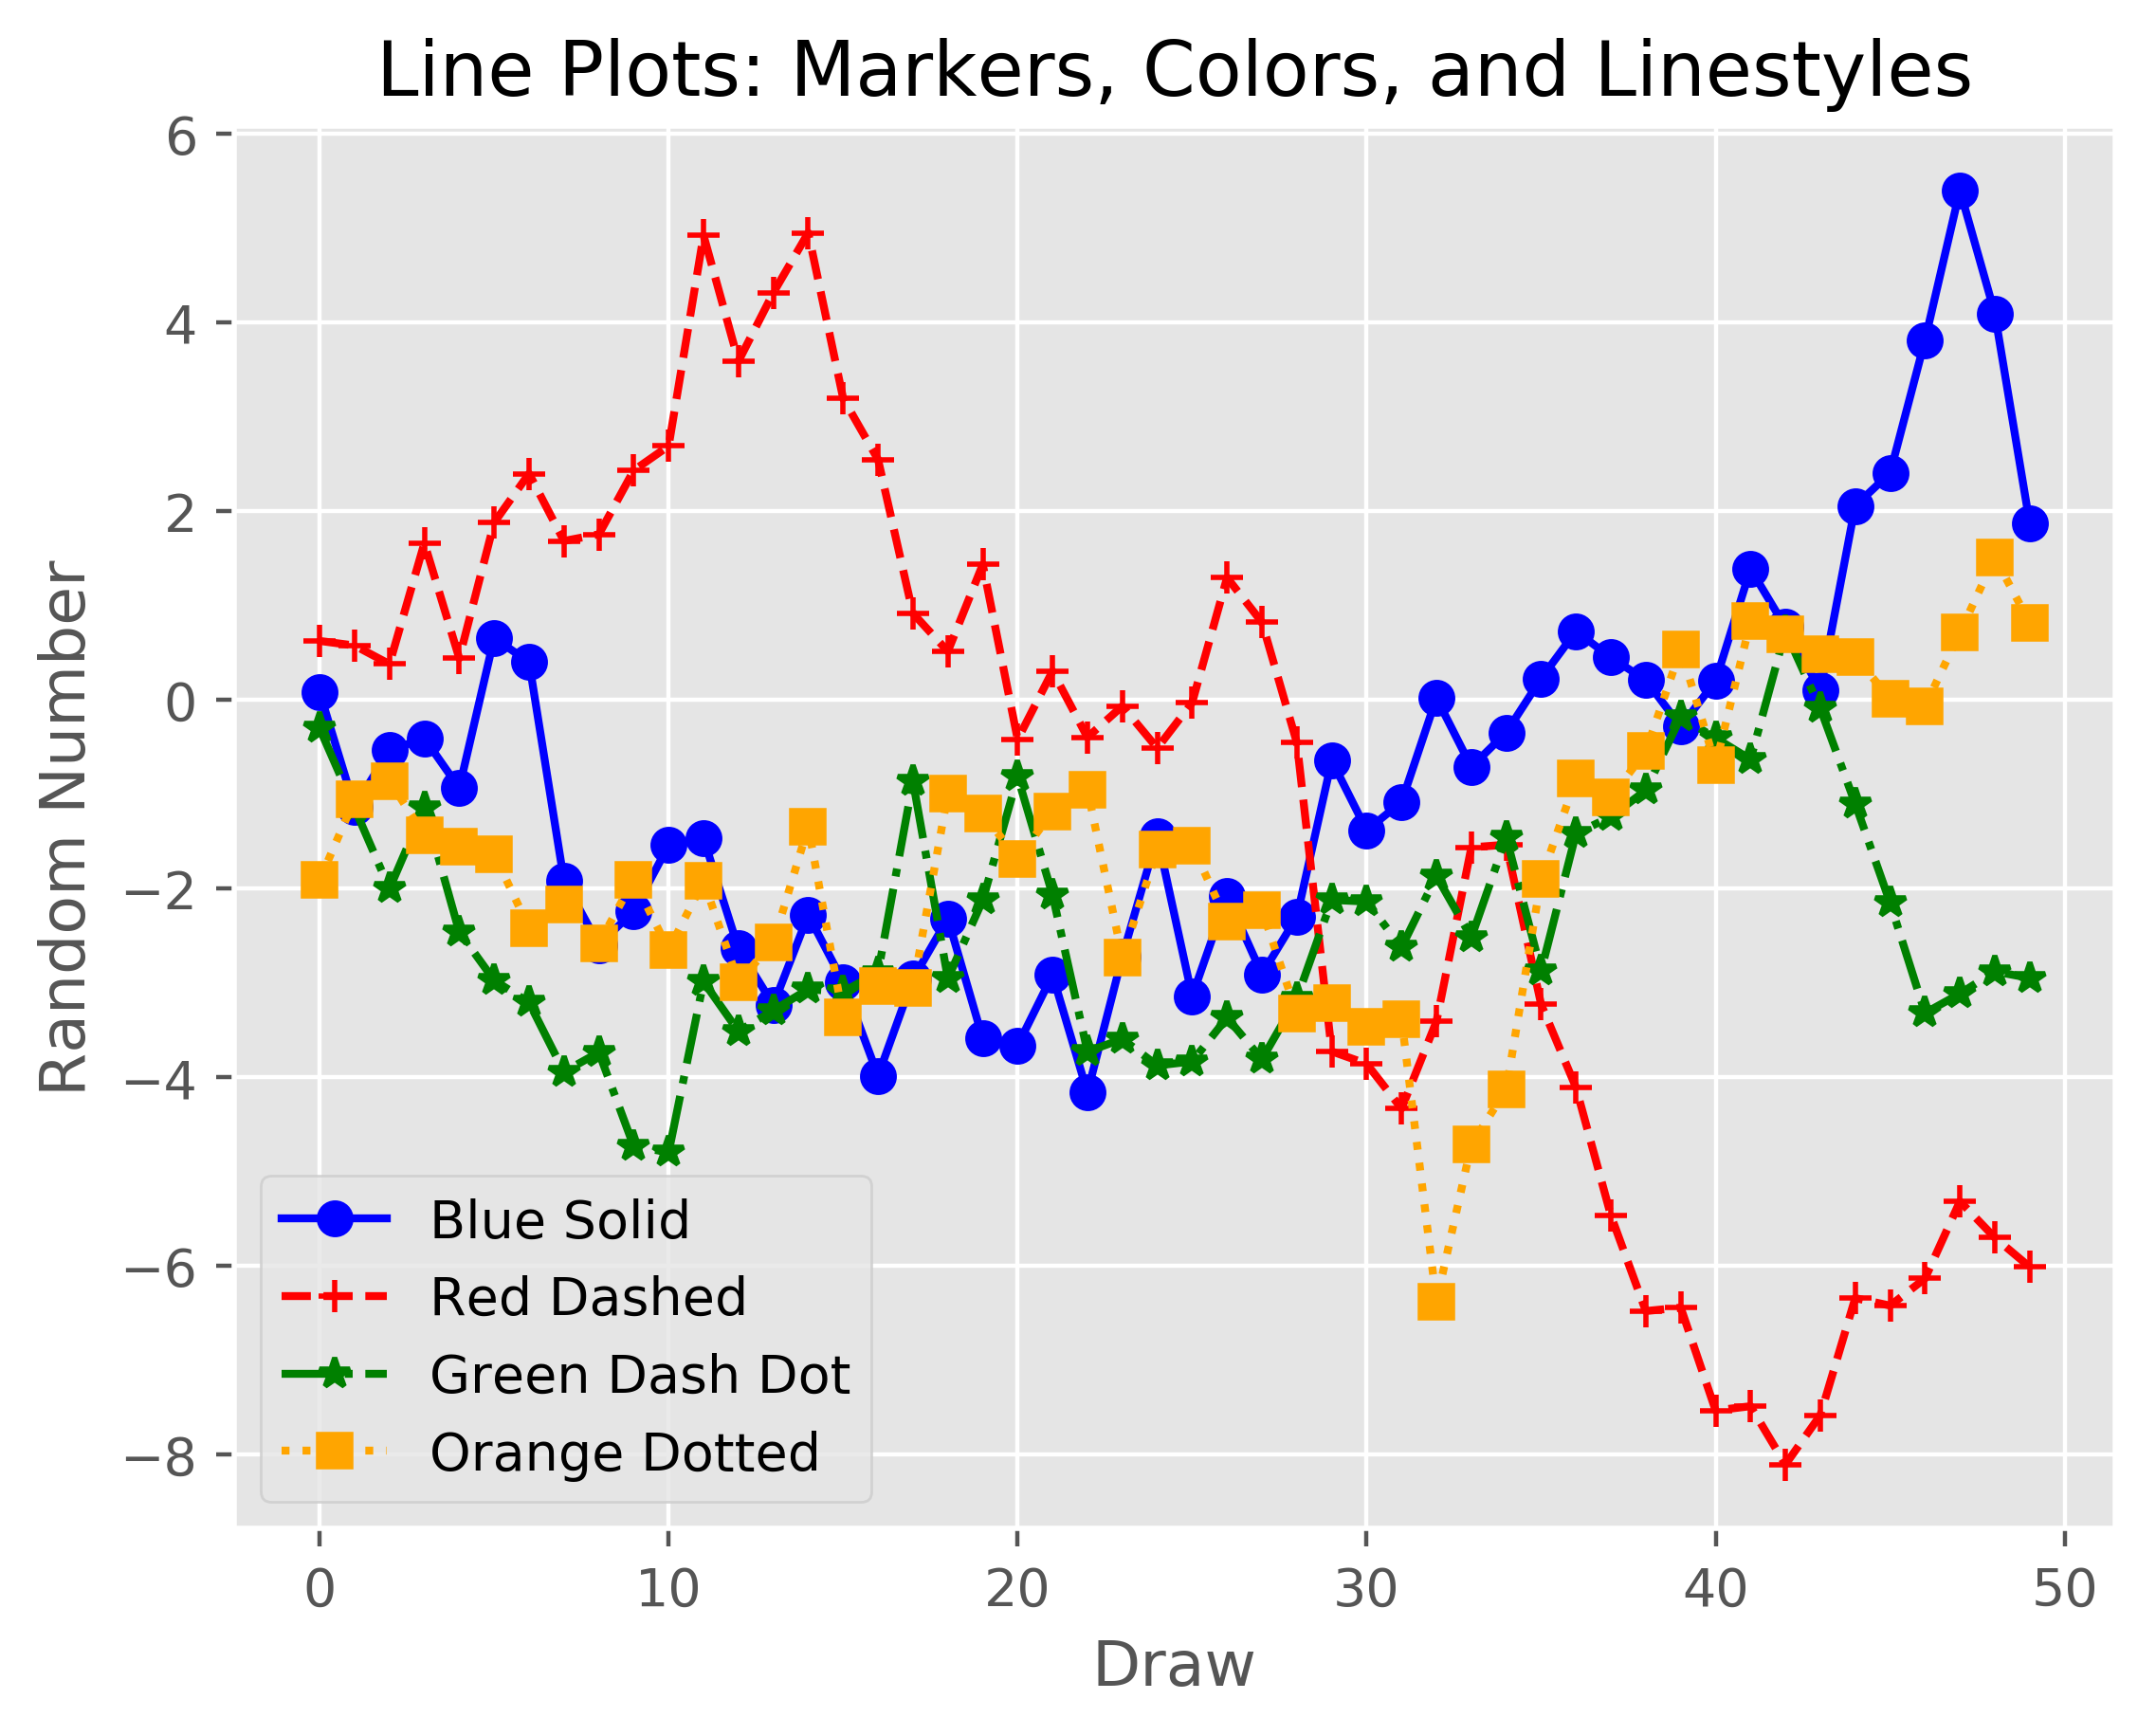 Line Plots: Markers, Colors, and Linestyles
Random Number
6
4
2
0
−2
−4
−6
−8
Blue Solid
Red Dashed
Green Dash Dot
Orange Dotted
0 10 20 30 40 50
Draw